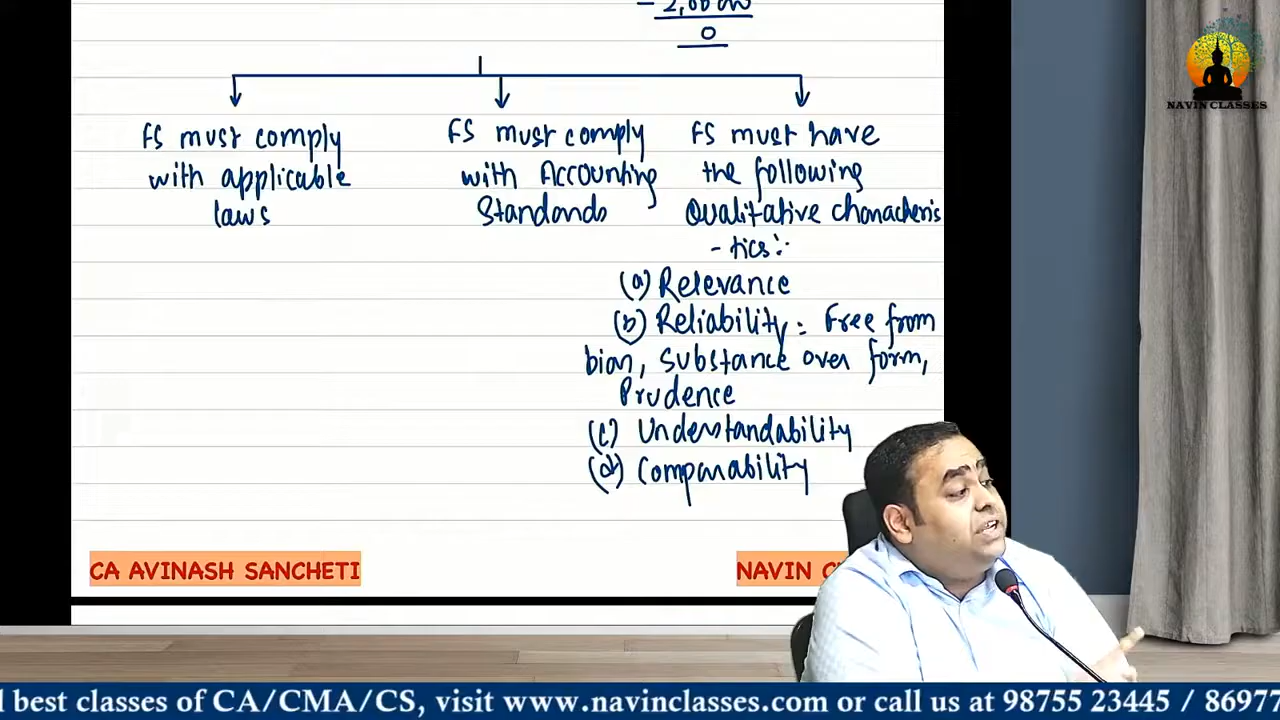 0
NAVIN CLASSES
FS must comply
with applicable
laws
FS must comply
with Accounting
Standards
FS must have
the following
Qualitative characteris
- tics :-
(a) Relevance
(b) Reliability : Free from
bias, Substance over form,
Prudence
(c) Understandability
(d) Comparability
CA AVINASH SANCHETI
NAVIN
best classes of CA/CMA/CS, visit www.navinclasses.com or call us at 98755 23445 / 8697